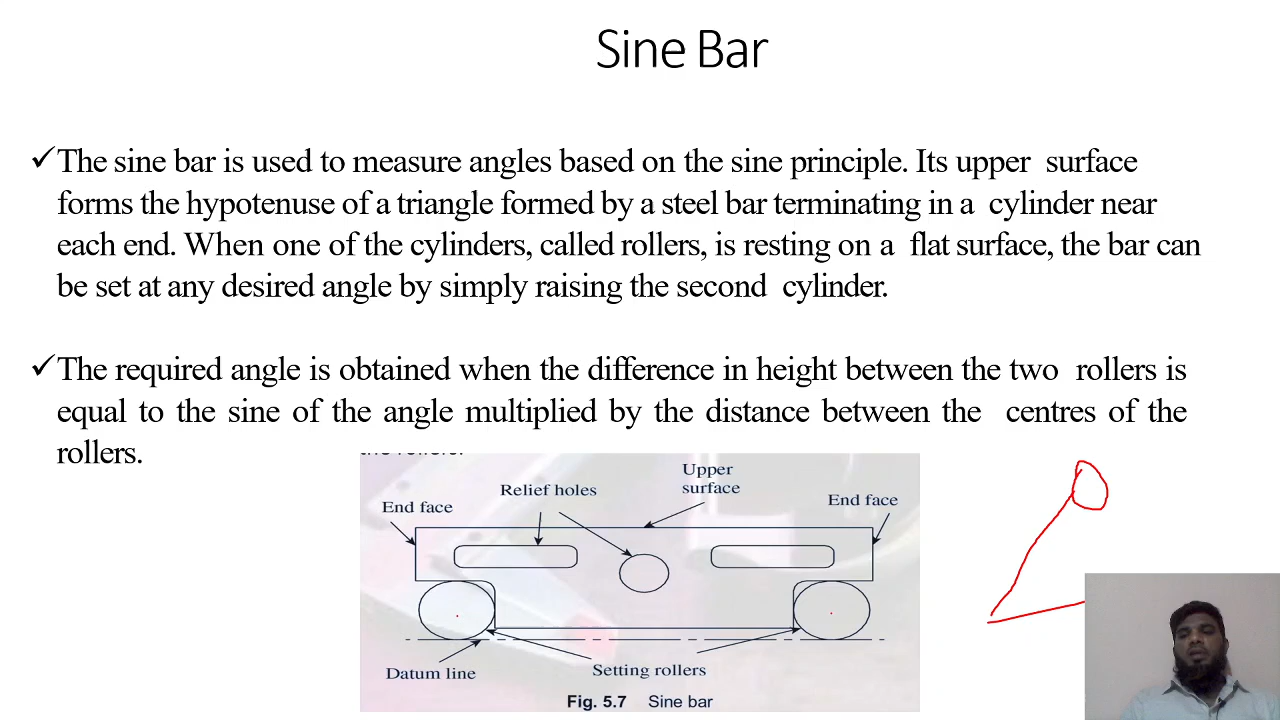 Sine Bar
✓The sine bar is used to measure angles based on the sine principle. Its upper surface
forms the hypotenuse of a triangle formed by a steel bar terminating in a cylinder near
each end. When one of the cylinders, called rollers, is resting on a flat surface, the bar can
be set at any desired angle by simply raising the second cylinder.
✓The required angle is obtained when the difference in height between the two rollers is
equal to the sine of the angle multiplied by the distance between the centres of the
rollers.
Upper
surface
Relief holes
End face
End face
Datum line
Setting rollers
Fig. 5.7 Sine bar